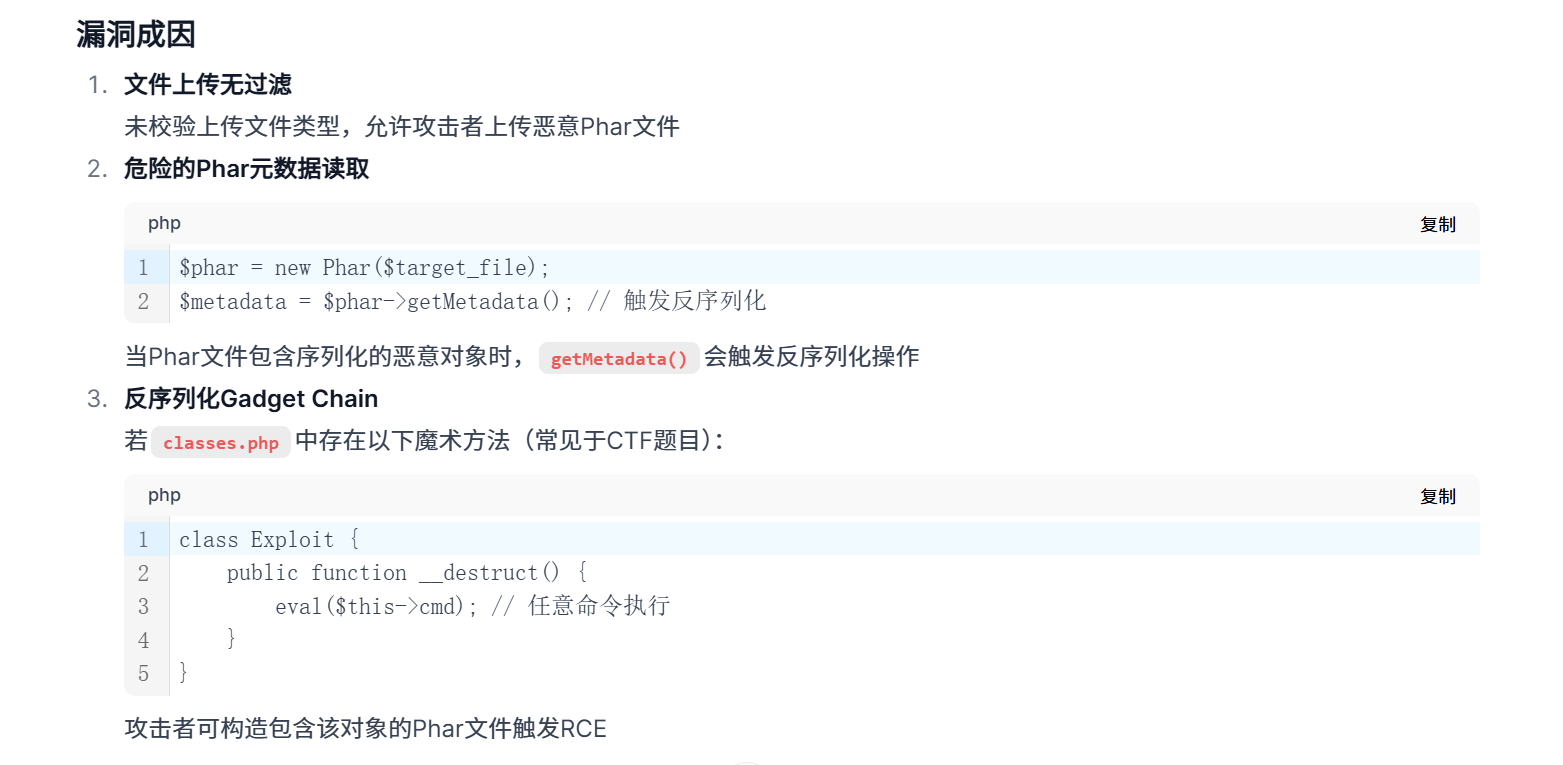 漏洞成因
1. 文件上传无过滤
未校验上传文件类型，允许攻击者上传恶意Phar文件
2. 危险的Phar元数据读取
php 复制
1 $phar = new Phar($target_file);
2 $metadata = $phar->getMetadata(); // 触发反序列化
当Phar文件包含序列化的恶意对象时， getMetadata() 会触发反序列化操作
3. 反序列化Gadget Chain
若 classes.php 中存在以下魔术方法（常见于CTF题目）：
php 复制
1 class Exploit {
2     public function __destruct() {
3         eval($this->cmd); // 任意命令执行
4     }
5 }
攻击者可构造包含该对象的Phar文件触发RCE